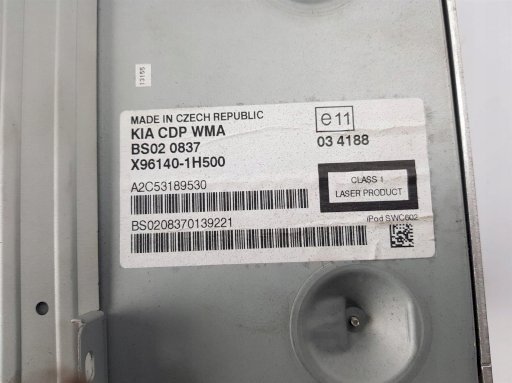 13155
MADE IN CZECH REPUBLIC
KIA CDP WMA
BS02 0837
X96140-1H500
e11
03 4188
A2C53189530
CLASS 1
LASER PRODUCT
BS0208370139221
iPod SWC602